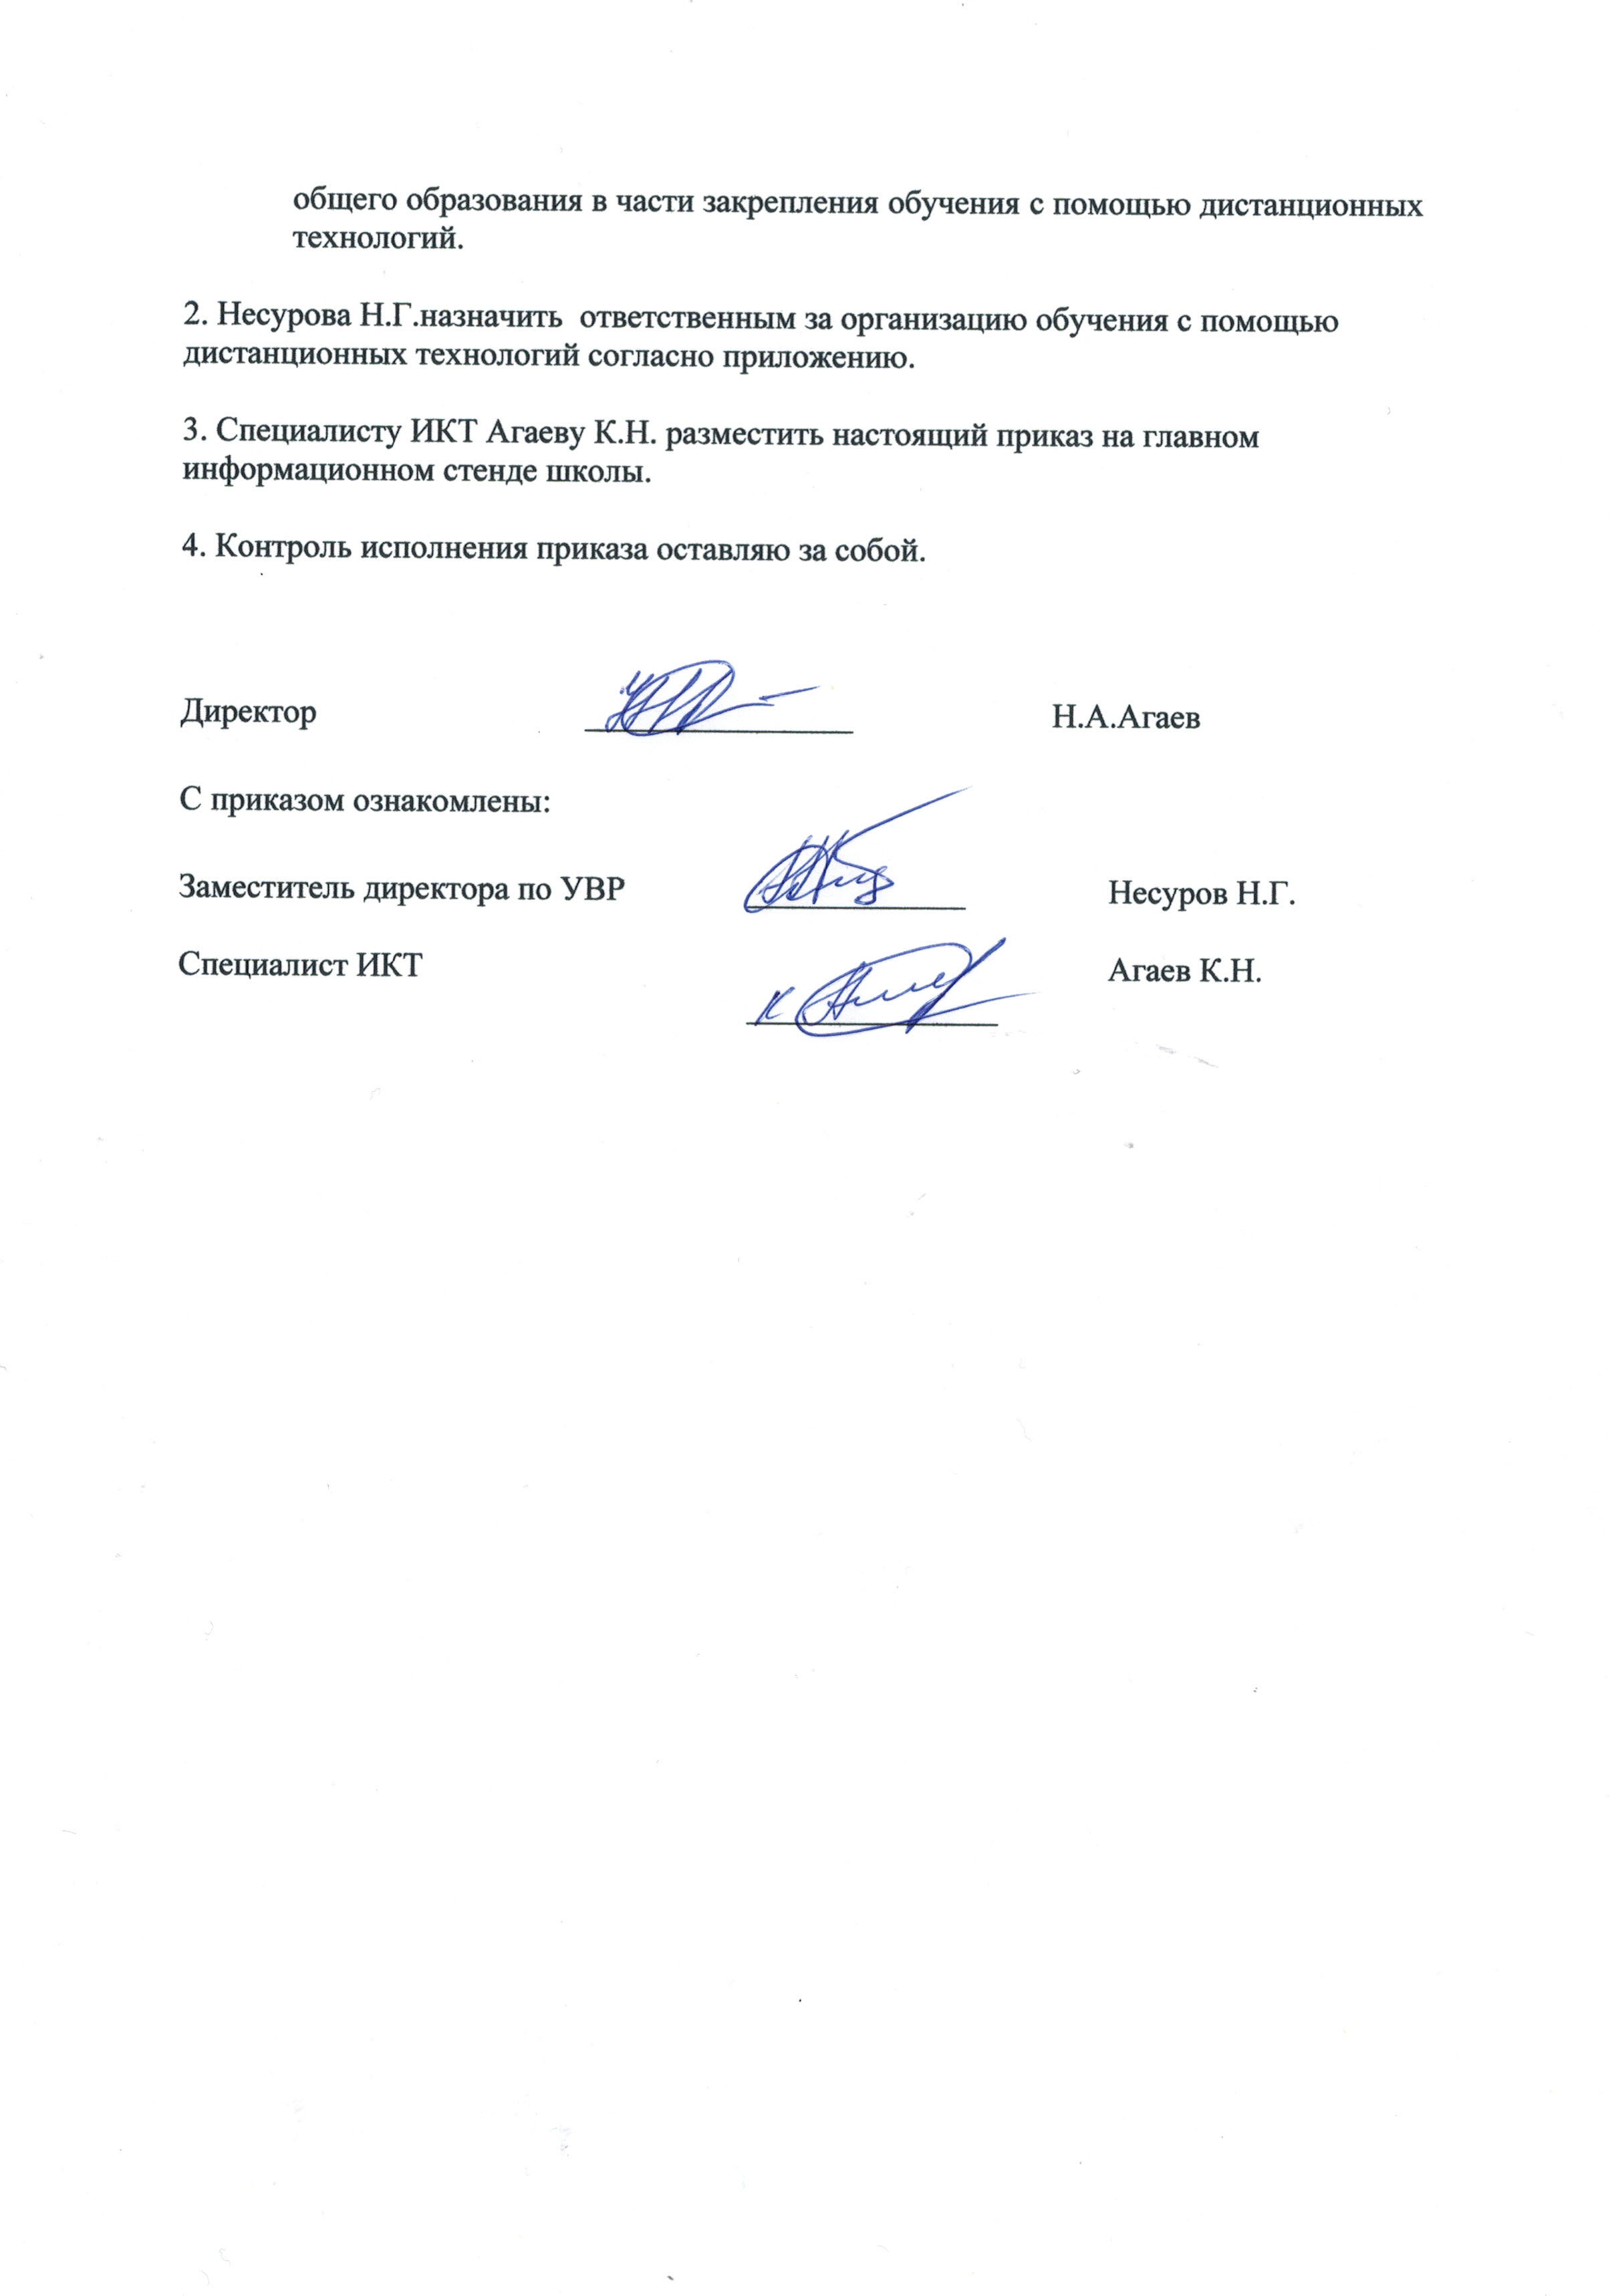 общего образования в части закрепления обучения с помощью дистанционных
технологий.
2. Несурова Н.Г.назначить  ответственным за организацию обучения с помощью
дистанционных технологий согласно приложению.
3. Специалисту ИКТ Агаеву К.Н. разместить настоящий приказ на главном
информационном стенде школы.
4. Контроль исполнения приказа оставляю за собой.
Директор Н.А.Агаев
С приказом ознакомлены:
Заместитель директора по УВР Несуров Н.Г.
Специалист ИКТ Агаев К.Н.